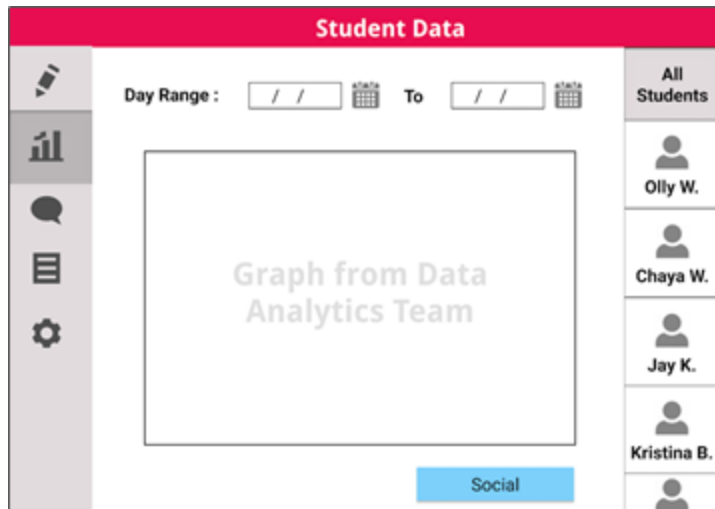 Student Data
Day Range :
/ /
To
/ /
All
Students
Olly W.
Chaya W.
Jay K.
Kristina B.
Graph from Data
Analytics Team
Social